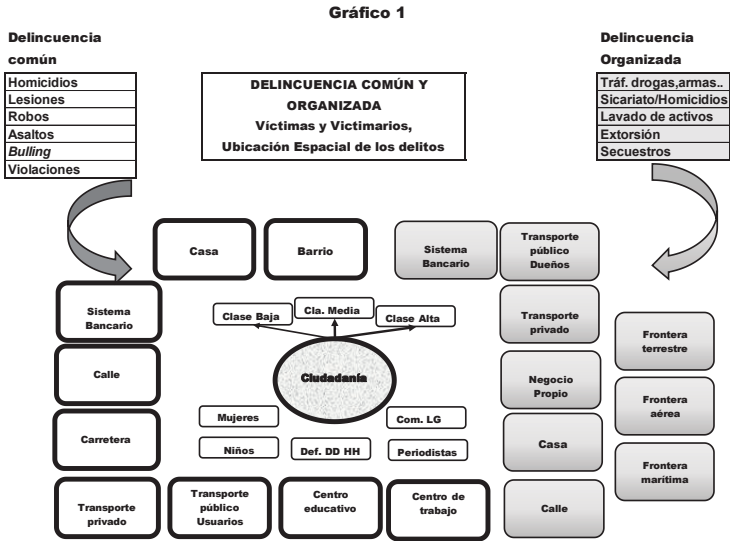 Gráfico 1
Delincuencia
común
Homicidios
Lesiones
Robos
Asaltos
Bulling
Violaciones
DELINCUENCIA COMÚN Y
ORGANIZADA
Víctimas y Victimarios,
Ubicación Espacial de los delitos
Delincuencia
Organizada
Tráf. drogas,armas..
Sicariato/Homicidios
Lavado de activos
Extorsión
Secuestros
Casa
Barrio
Sistema
Bancario
Transporte
público
Dueños
Sistema
Bancario
Clase Baja
Cla. Media
Clase Alta
Transporte
privado
Frontera
terrestre
Calle
Ciudadanía
Negocio
Propio
Frontera
aérea
Carretera
Mujeres
Com. LG
Niños
Def. DD HH
Periodistas
Casa
Frontera
marítima
Transporte
privado
Transporte
público
Usuarios
Centro
educativo
Centro de
trabajo
Calle